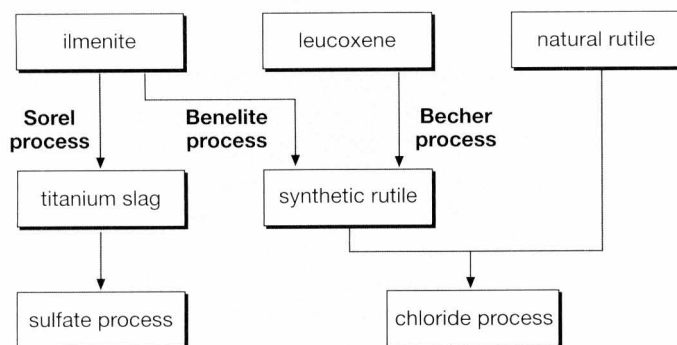 ilmenite
leucoxene
natural rutile
Sorel
process
Benelite
process
Becher
process
titanium slag
synthetic rutile
sulfate process
chloride process